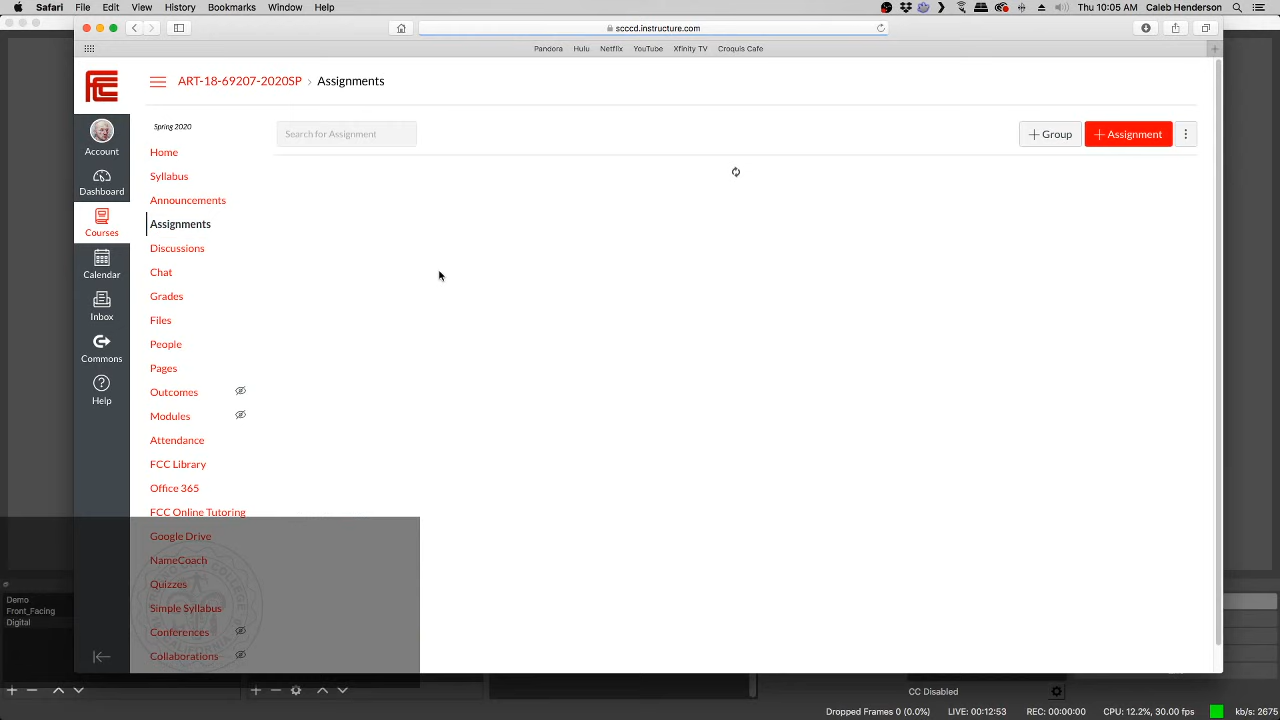 Safari File Edit View History Bookmarks Window Help Thu 10:05 AM Caleb Henderson
scccd.instructure.com
Pandora Hulu Netflix YouTube Xfinity TV Croquis Cafe
ART-18-69207-2020SP › Assignments
Spring 2020
Search for Assignment
+ Group
+ Assignment
Account
Dashboard
Courses
Calendar
Inbox
Commons
Help
Home
Syllabus
Announcements
Assignments
Discussions
Chat
Grades
Files
People
Pages
Outcomes
Modules
Attendance
FCC Library
Office 365
FCC Online Tutoring
Google Drive
NameCoach
Quizzes
Simple Syllabus
Conferences
Collaborations
Demo
Front_Facing
Digital
CC Disabled
Dropped Frames 0 (0.0%) LIVE: 00:12:53 REC: 00:00:00 CPU: 12.2%, 30.00 fps kb/s: 2675